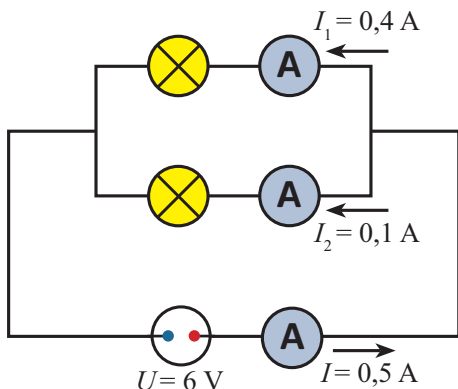 I₁ = 0,4 A
A
A
I₂ = 0,1 A
A
U = 6 V
I = 0,5 A